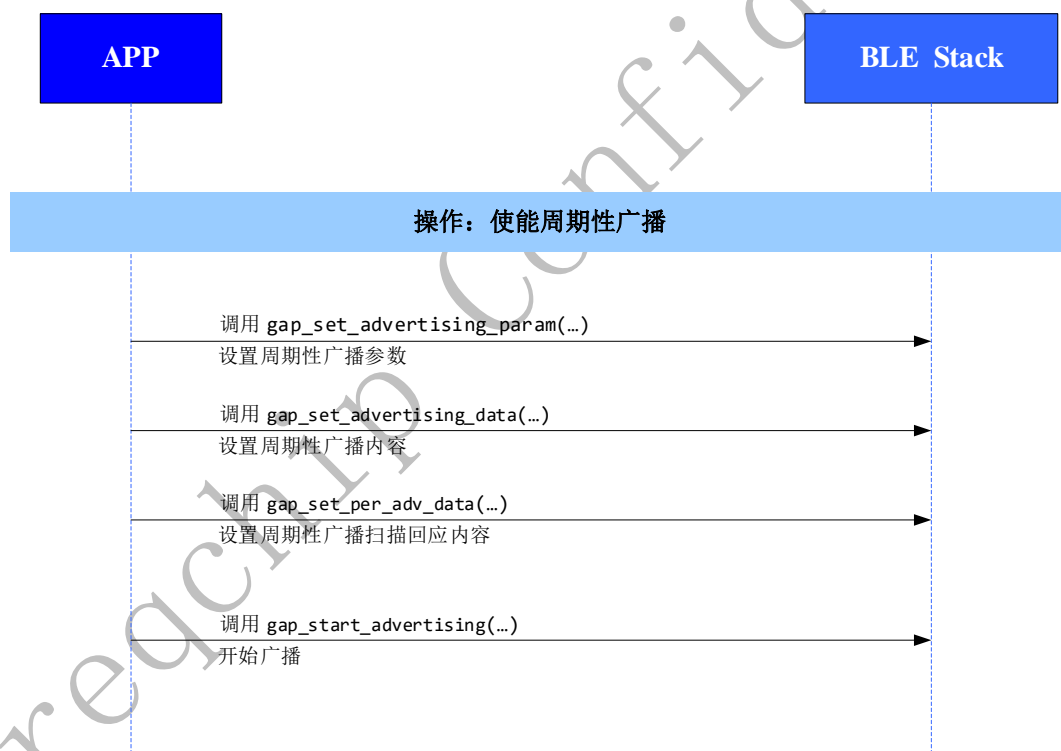 APP
BLE Stack
操作：使能周期性广播
调用 gap_set_advertising_param(…)
设置周期性广播参数
调用 gap_set_advertising_data(…)
设置周期性广播内容
调用 gap_set_per_adv_data(…)
设置周期性广播扫描回应内容
调用 gap_start_advertising(…)
开始广播
reqchip Confid